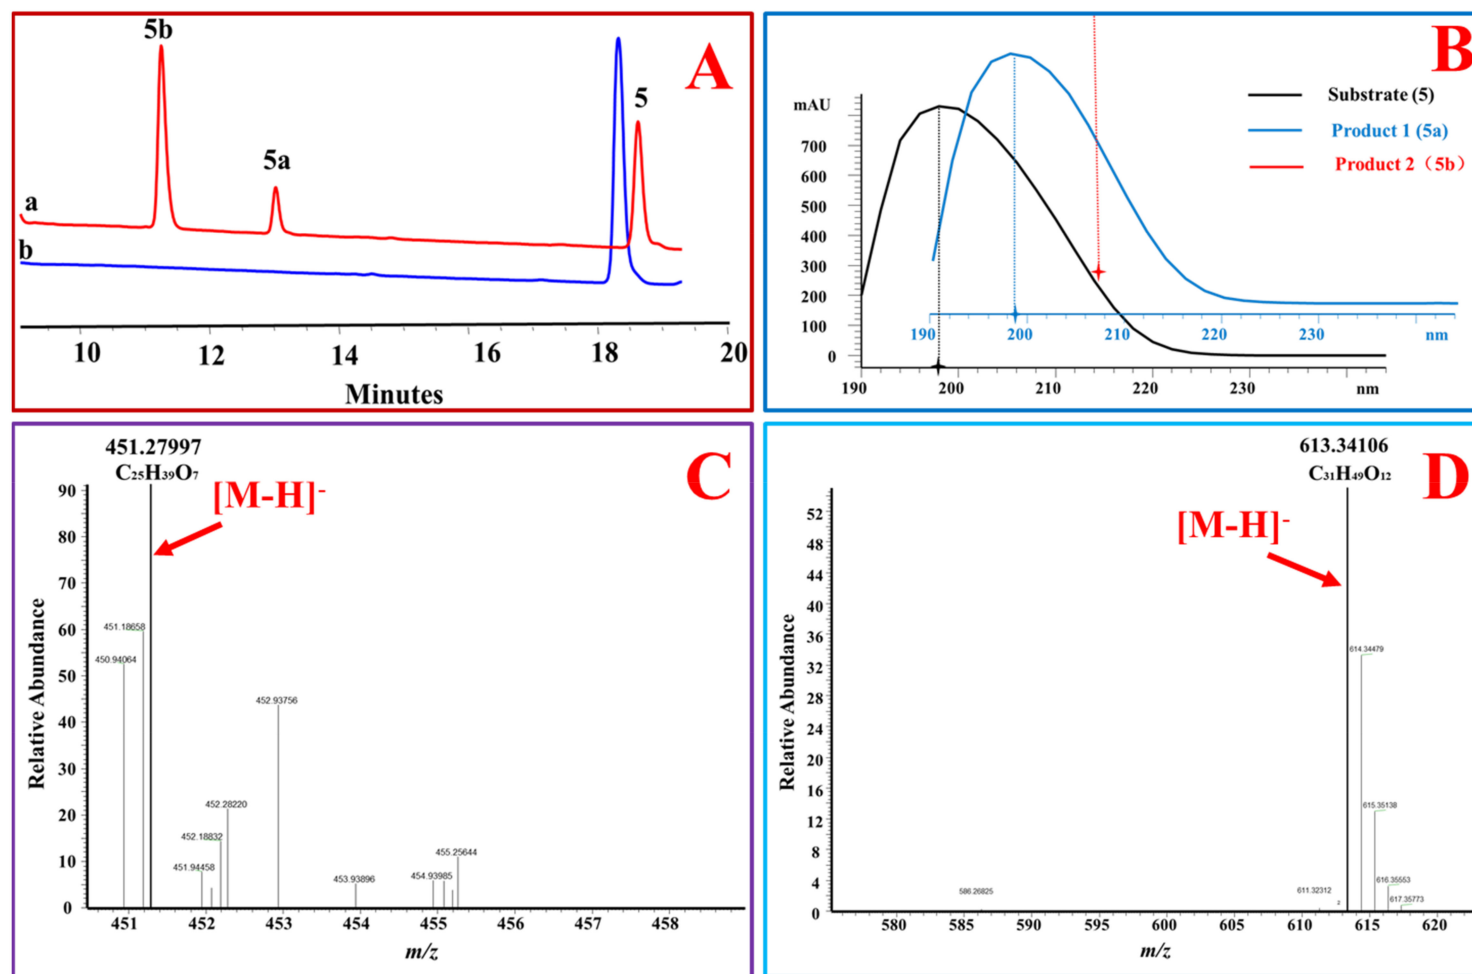 A
5b
5a
5
a
b
10 12 14 16 18 20
Minutes
B
mAU
700
600
500
400
300
200
100
0
Substrate (5)
Product 1 (5a)
Product 2（5b）
190 200 210 220 230 nm
190 200 210 220 230 nm
C
451.27997
C₂₅H₃₉O₇
[M-H]⁻
90
80
70
60
50
40
30
20
10
0
Relative Abundance
451.18658
450.94064
452.93756
452.28220
452.18832
451.94458
453.93896
454.93985
455.25644
451 452 453 454 455 456 457 458
m/z
D
613.34106
C₃₁H₄₉O₁₂
[M-H]⁻
52
48
44
40
36
32
28
24
20
16
12
8
4
0
Relative Abundance
614.34479
615.35138
616.35553
617.35773
586.26825
611.32312
2
580 585 590 595 600 605 610 615 620
m/z